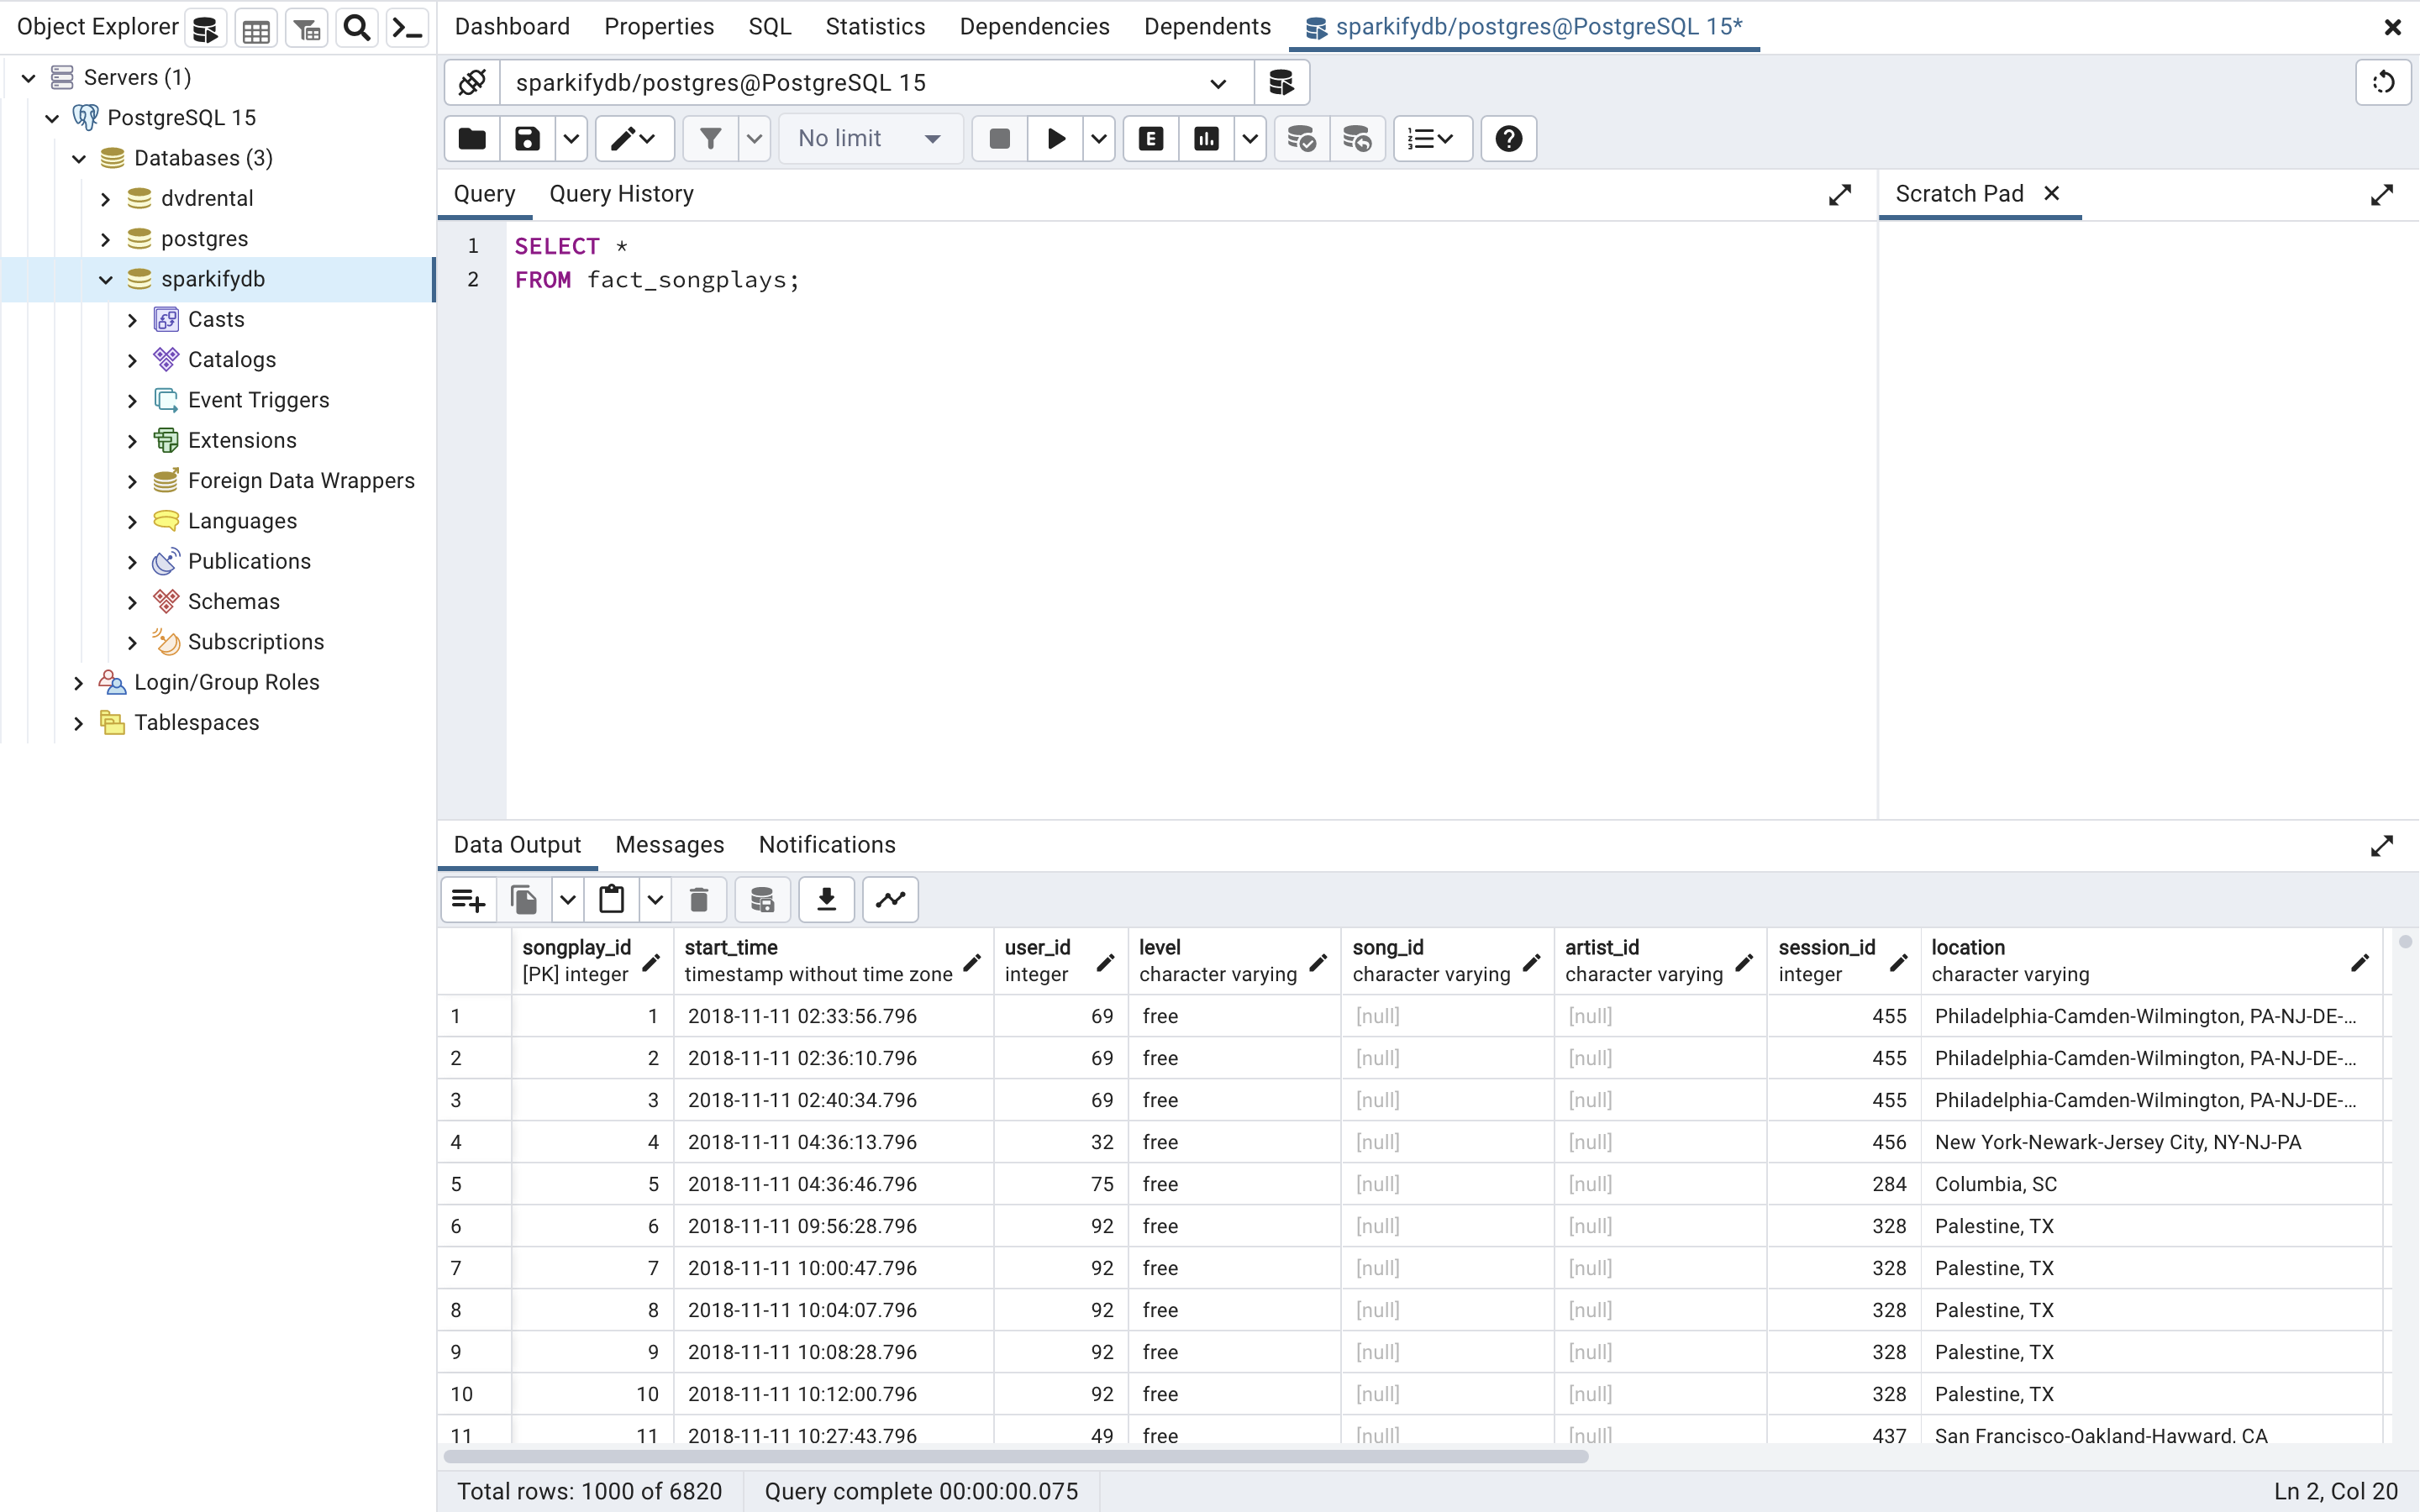 Object Explorer
Dashboard Properties SQL Statistics Dependencies Dependents sparkifydb/postgres@PostgreSQL 15*
Servers (1)
PostgreSQL 15
Databases (3)
dvdrental
postgres
sparkifydb
Casts
Catalogs
Event Triggers
Extensions
Foreign Data Wrappers
Languages
Publications
Schemas
Subscriptions
Login/Group Roles
Tablespaces
sparkifydb/postgres@PostgreSQL 15
No limit E
Query Query History
Scratch Pad
1 SELECT *
2 FROM fact_songplays;
Data Output Messages Notifications
songplay_id start_time user_id level song_id artist_id session_id location
[PK] integer timestamp without time zone integer character varying character varying character varying integer character varying
1 1 2018-11-11 02:33:56.796 69 free [null] [null] 455 Philadelphia-Camden-Wilmington, PA-NJ-DE-...
2 2 2018-11-11 02:36:10.796 69 free [null] [null] 455 Philadelphia-Camden-Wilmington, PA-NJ-DE-...
3 3 2018-11-11 02:40:34.796 69 free [null] [null] 455 Philadelphia-Camden-Wilmington, PA-NJ-DE-...
4 4 2018-11-11 04:36:13.796 32 free [null] [null] 456 New York-Newark-Jersey City, NY-NJ-PA
5 5 2018-11-11 04:36:46.796 75 free [null] [null] 284 Columbia, SC
6 6 2018-11-11 09:56:28.796 92 free [null] [null] 328 Palestine, TX
7 7 2018-11-11 10:00:47.796 92 free [null] [null] 328 Palestine, TX
8 8 2018-11-11 10:04:07.796 92 free [null] [null] 328 Palestine, TX
9 9 2018-11-11 10:08:28.796 92 free [null] [null] 328 Palestine, TX
10 10 2018-11-11 10:12:00.796 92 free [null] [null] 328 Palestine, TX
11 11 2018-11-11 10:27:43.796 49 free [null] [null] 437 San Francisco-Oakland-Hayward, CA
Total rows: 1000 of 6820 Query complete 00:00:00.075 Ln 2, Col 20